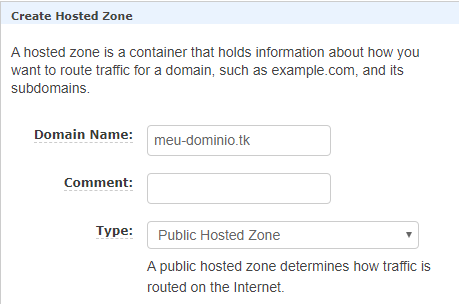 Create Hosted Zone
A hosted zone is a container that holds information about how you
want to route traffic for a domain, such as example.com, and its
subdomains.
Domain Name: meu-dominio.tk
Comment:
Type: Public Hosted Zone
A public hosted zone determines how traffic is
routed on the Internet.